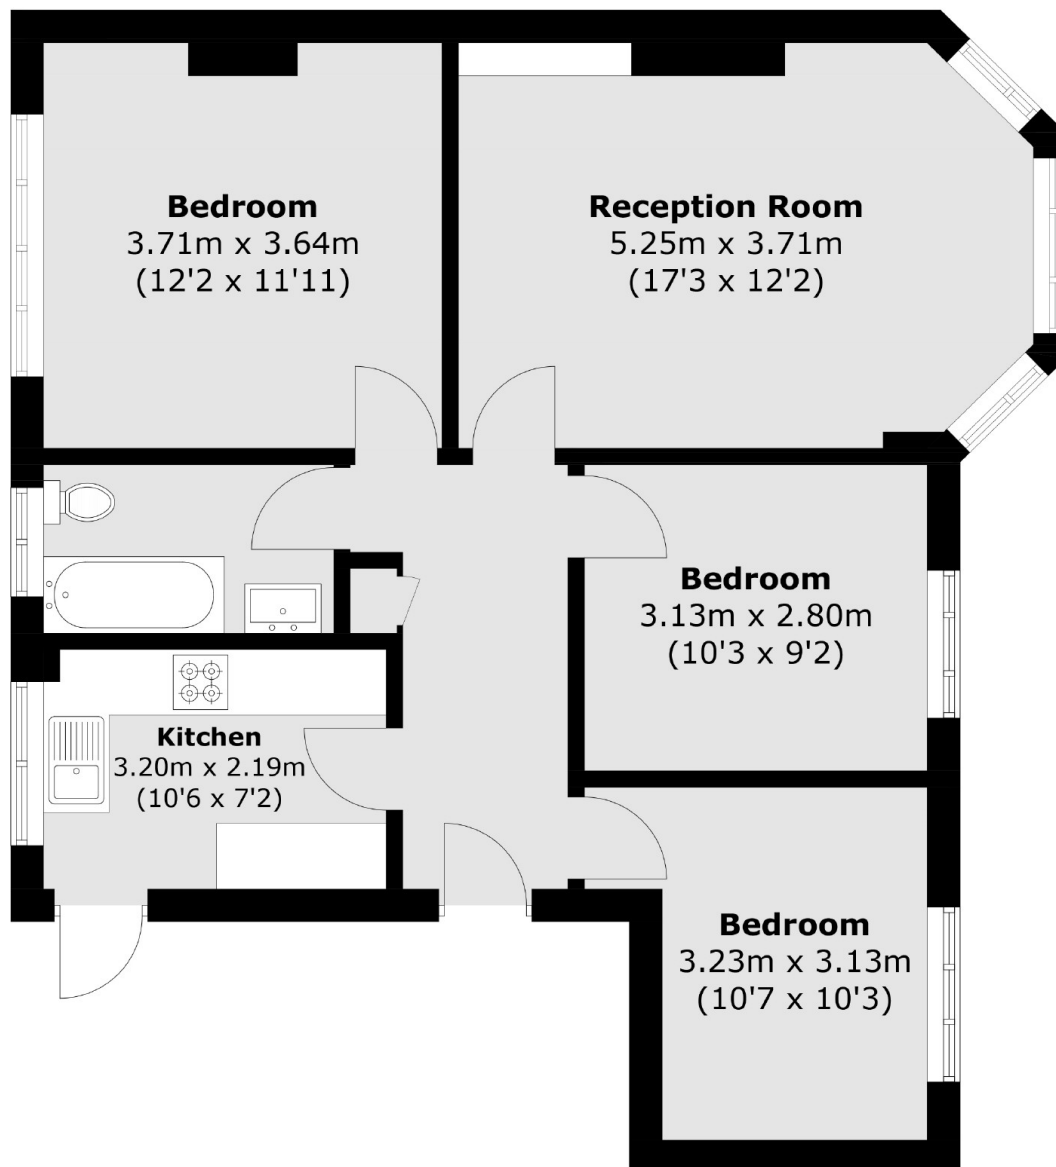 Bedroom
3.71m x 3.64m
(12'2 x 11'11)
Reception Room
5.25m x 3.71m
(17'3 x 12'2)
Bedroom
3.13m x 2.80m
(10'3 x 9'2)
Kitchen
3.20m x 2.19m
(10'6 x 7'2)
Bedroom
3.23m x 3.13m
(10'7 x 10'3)